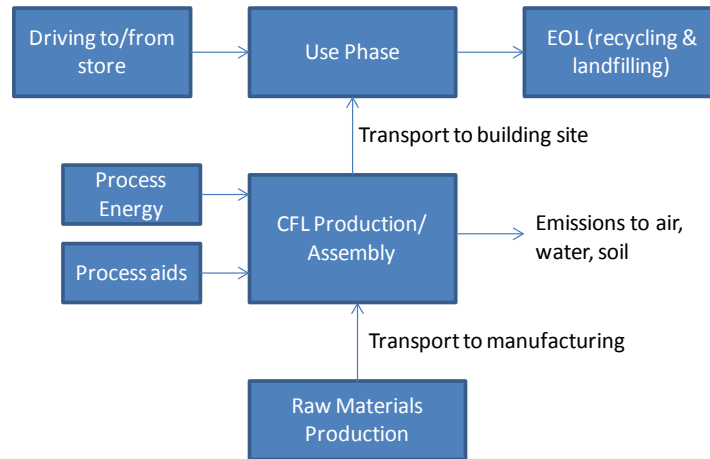 Driving to/from
store
Use Phase
EOL (recycling &
landfilling)
Transport to building site
Process
Energy
CFL Production/
Assembly
Emissions to air,
water, soil
Process aids
Transport to manufacturing
Raw Materials
Production